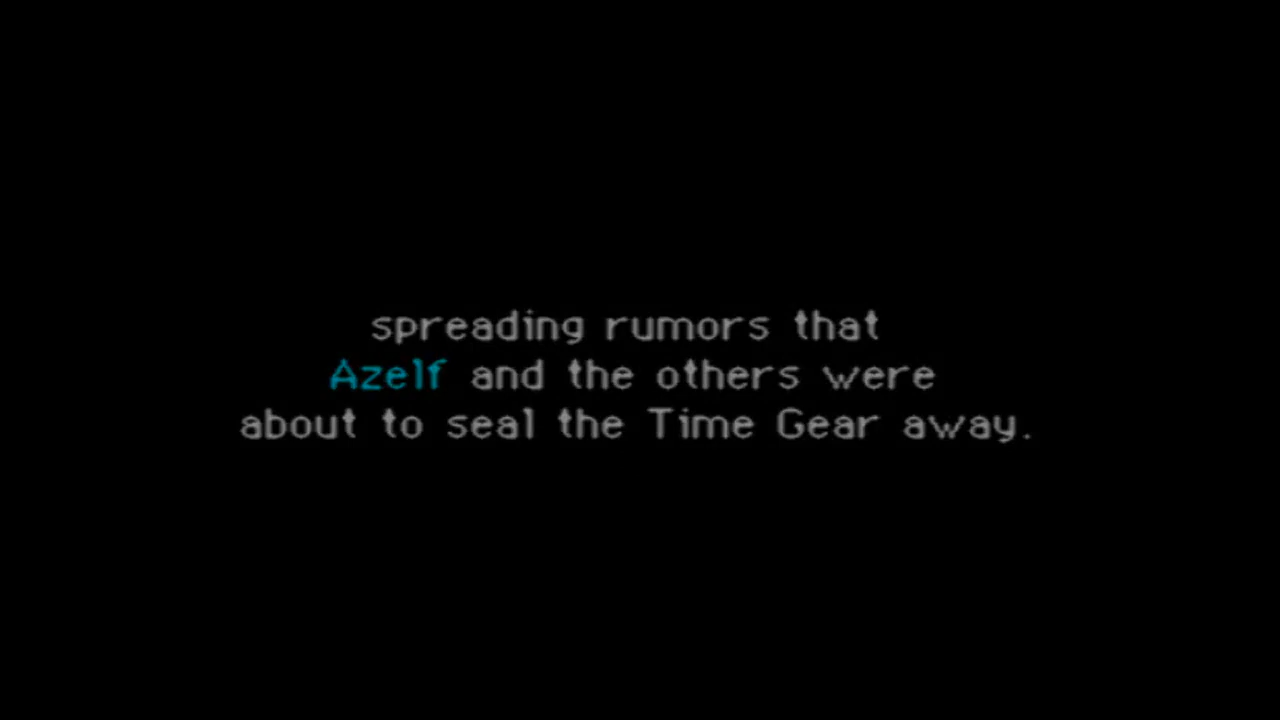 spreading rumors that
Azelf and the others were
about to seal the Time Gear away.